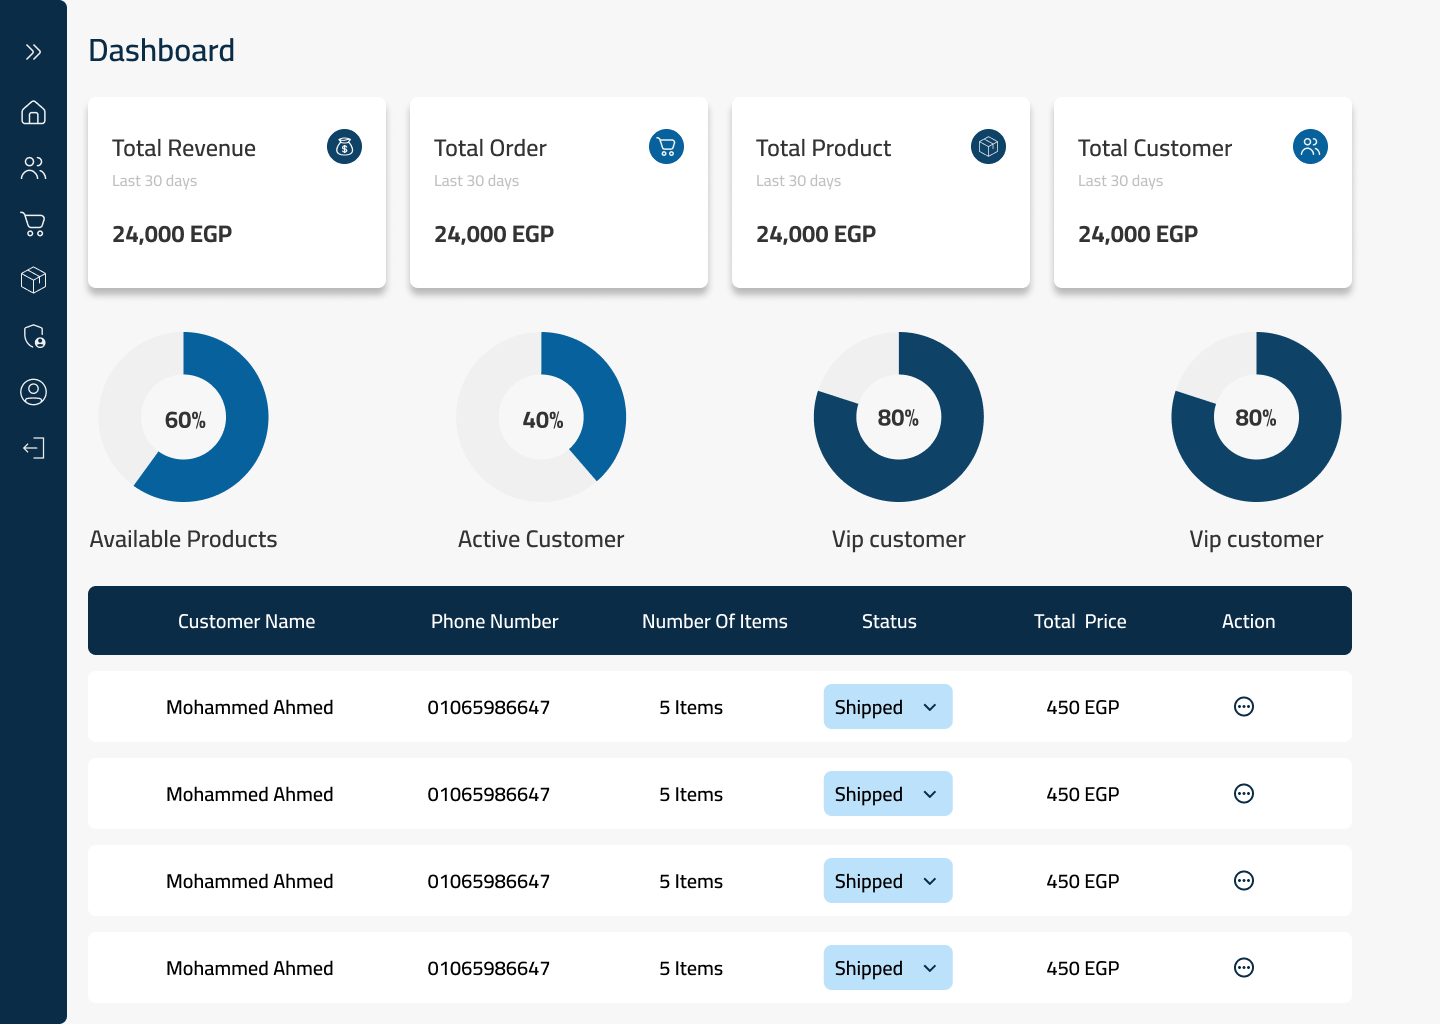 Dashboard
Total Revenue
Last 30 days
24,000 EGP
Total Order
Last 30 days
24,000 EGP
Total Product
Last 30 days
24,000 EGP
Total Customer
Last 30 days
24,000 EGP
60%
Available Products
40%
Active Customer
80%
Vip customer
80%
Vip customer
Customer Name Phone Number Number Of Items Status Total Price Action
Mohammed Ahmed 01065986647 5 Items Shipped 450 EGP
Mohammed Ahmed 01065986647 5 Items Shipped 450 EGP
Mohammed Ahmed 01065986647 5 Items Shipped 450 EGP
Mohammed Ahmed 01065986647 5 Items Shipped 450 EGP